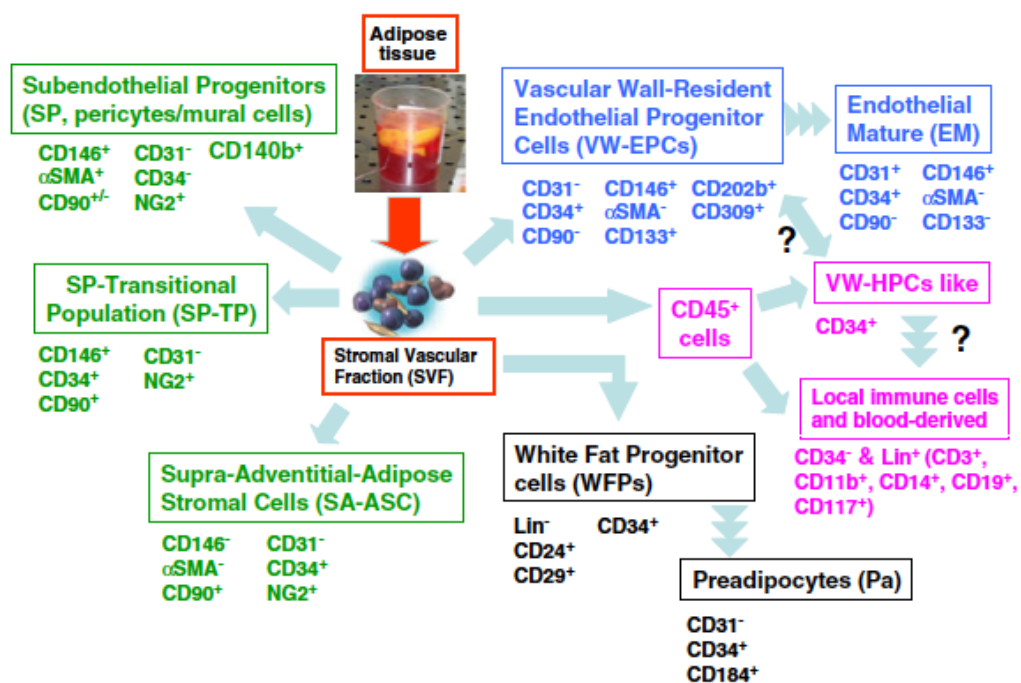 Adipose
tissue
Subendothelial Progenitors
(SP, pericytes/mural cells)
CD146⁺ CD31⁻ CD140b⁺
αSMA⁺ CD34⁻
CD90⁺/⁻ NG2⁺
Vascular Wall-Resident
Endothelial Progenitor
Cells (VW-EPCs)
CD31⁻ CD146⁺ CD202b⁺
CD34⁺ αSMA⁻ CD309⁺
CD90⁻ CD133⁺
Endothelial
Mature (EM)
CD31⁺ CD146⁺
CD34⁺ αSMA⁻
CD90⁻ CD133⁻
?
SP-Transitional
Population (SP-TP)
CD146⁺ CD31⁻
CD34⁺ NG2⁺
CD90⁺
Stromal Vascular
Fraction (SVF)
CD45⁺
cells
VW-HPCs like
CD34⁺
?
Local immune cells
and blood-derived
CD34⁻ & Lin⁺ (CD3⁺,
CD11b⁺, CD14⁺, CD19⁺,
CD117⁺)
Supra-Adventitial-Adipose
Stromal Cells (SA-ASC)
CD146⁻ CD31⁻
αSMA⁻ CD34⁺
CD90⁺ NG2⁺
White Fat Progenitor
cells (WFPs)
Lin⁻ CD34⁺
CD24⁺
CD29⁺
Preadipocytes (Pa)
CD31⁻
CD34⁺
CD184⁺